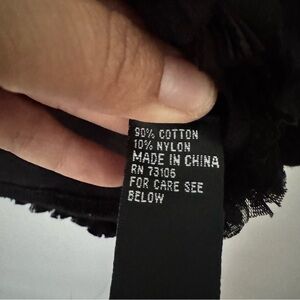 90% COTTON
10% NYLON
MADE IN CHINA
RN 73106
FOR CARE SEE
BELOW